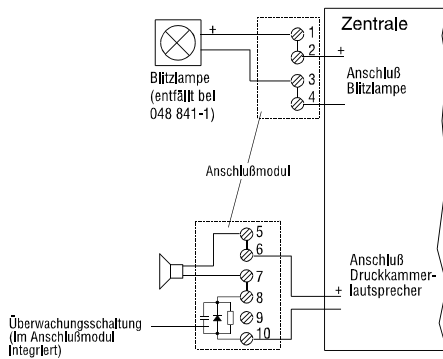 Zentrale
+
1
2
+
3
4
Blitzlampe
(entfällt bei
048 841-1)
Anschluß
Blitzlampe
Anschlußmodul
5
6
7
8
9
10
Anschluß
Druckkammer-
+ lautsprecher
Überwachungsschaltung
(Im Anschlußmodul
integriert)